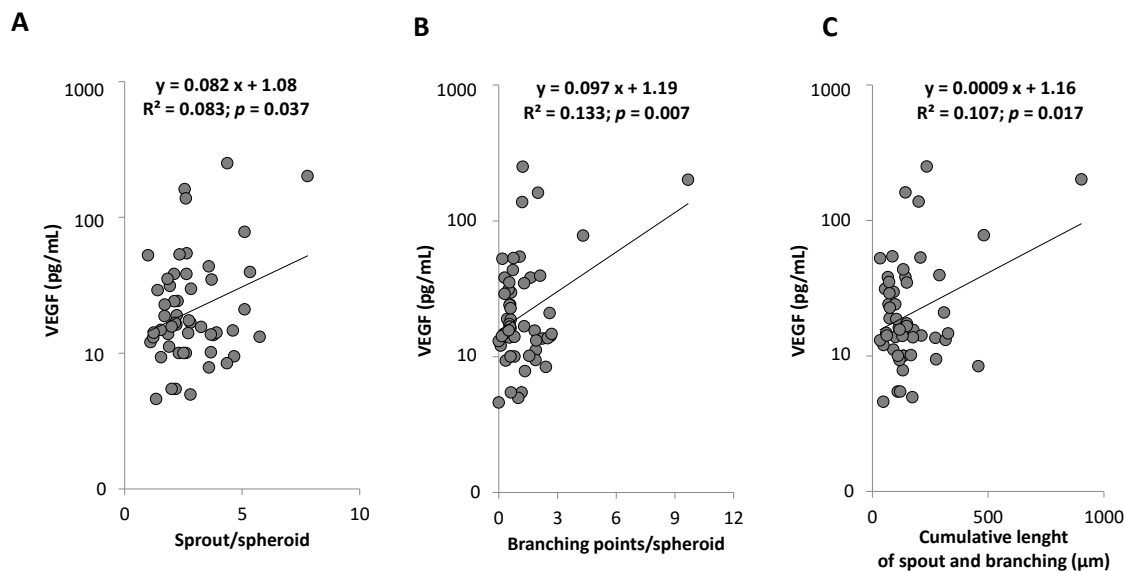 A
y = 0.082 x + 1.08
R² = 0.083; p = 0.037
1000
100
10
0
VEGF (pg/mL)
0 5 10
Sprout/spheroid
B
y = 0.097 x + 1.19
R² = 0.133; p = 0.007
1000
100
10
0
VEGF (pg/mL)
0 3 6 9 12
Branching points/spheroid
C
y = 0.0009 x + 1.16
R² = 0.107; p = 0.017
1000
100
10
0
VEGF (pg/mL)
0 500 1000
Cumulative lenght
of spout and branching (µm)